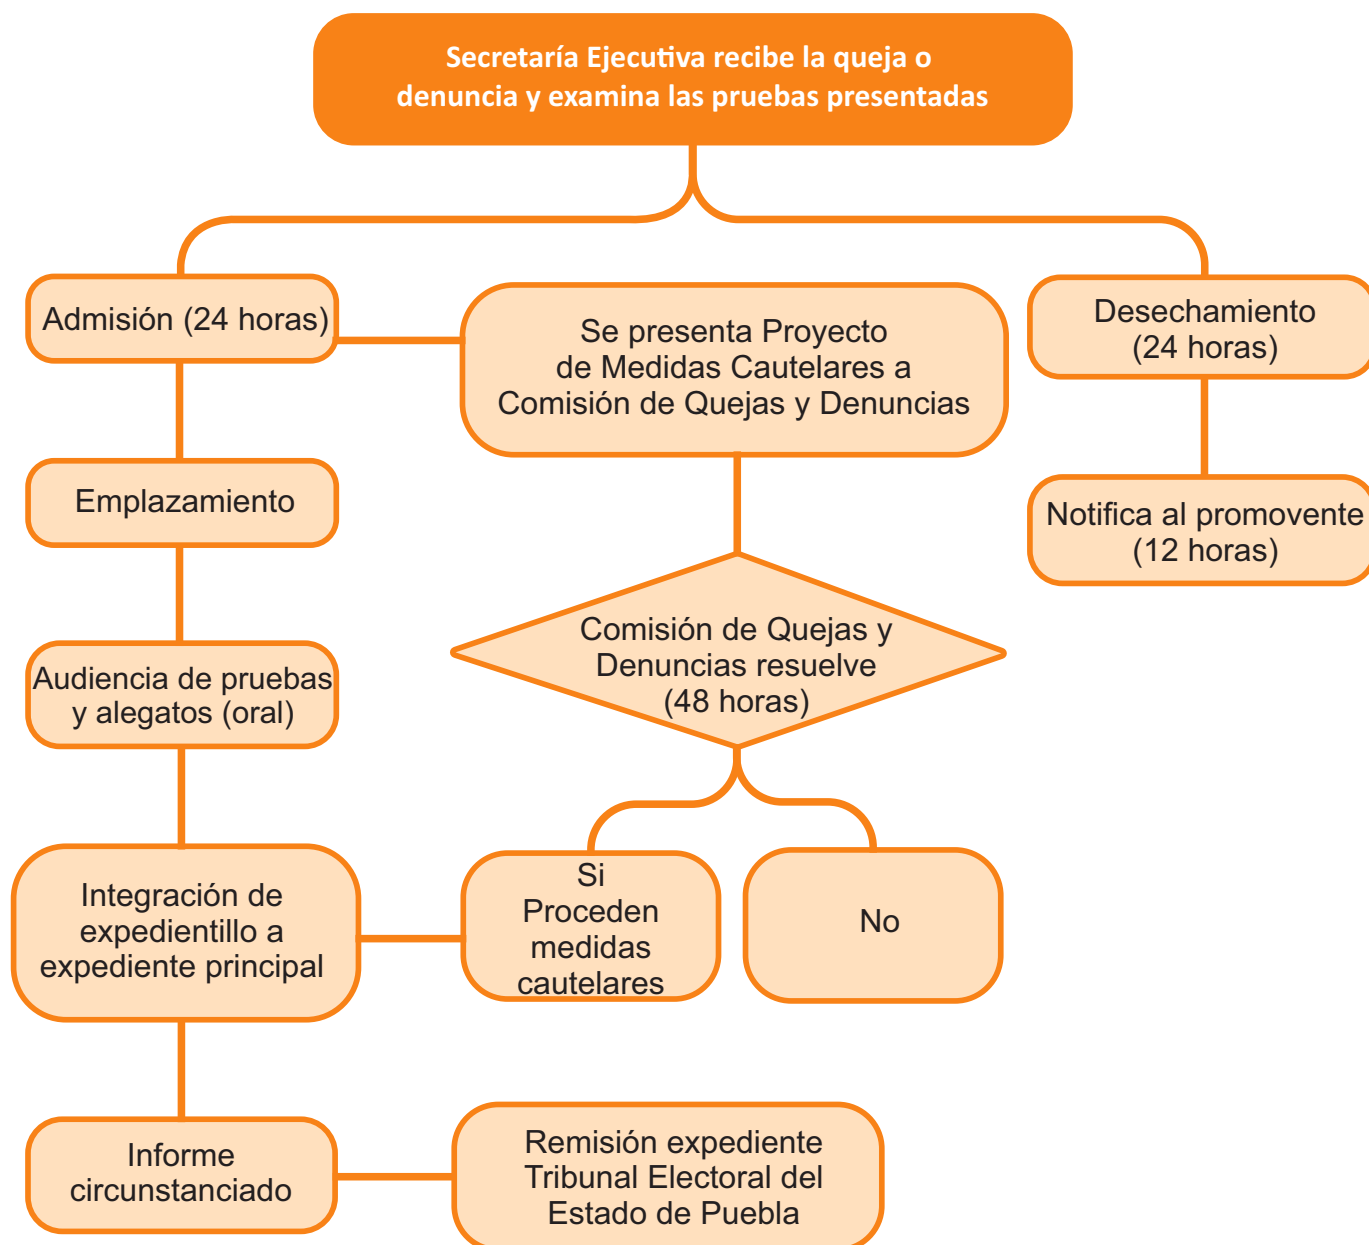 Secretaría Ejecutiva recibe la queja o
denuncia y examina las pruebas presentadas
Admisión (24 horas)
Se presenta Proyecto
de Medidas Cautelares a
Comisión de Quejas y Denuncias
Desechamiento
(24 horas)
Emplazamiento
Notifica al promovente
(12 horas)
Comisión de Quejas y
Denuncias resuelve
(48 horas)
Audiencia de pruebas
y alegatos (oral)
Integración de
expedientillo a
expediente principal
Si
Proceden
medidas
cautelares
No
Informe
circunstanciado
Remisión expediente
Tribunal Electoral del
Estado de Puebla